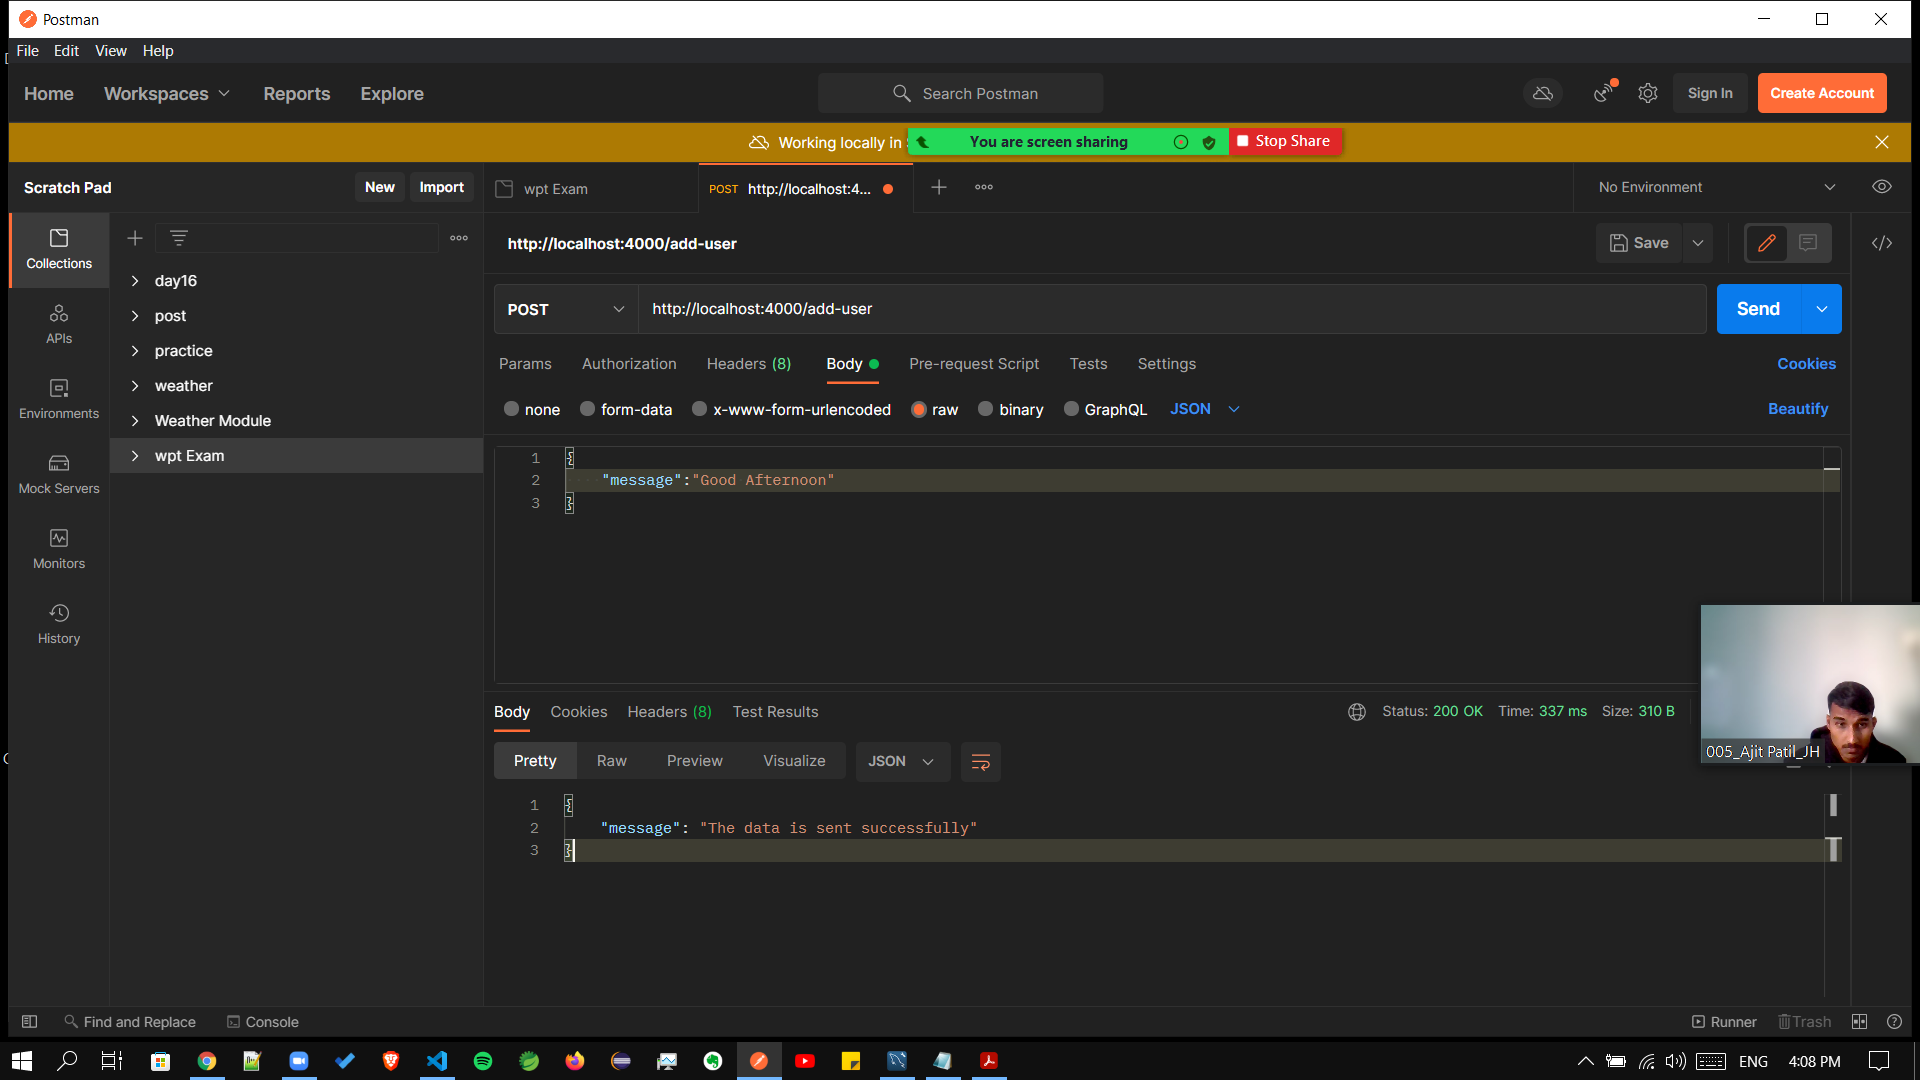 Postman
File Edit View Help
Home Workspaces Reports Explore Search Postman Sign In Create Account
Working locally in You are screen sharing Stop Share
Scratch Pad New Import wpt Exam POST http://localhost:4... No Environment
Collections
APIs
Environments
Mock Servers
Monitors
History
day16
post
practice
weather
Weather Module
wpt Exam
http://localhost:4000/add-user Save
POST http://localhost:4000/add-user Send
Params Authorization Headers (8) Body Pre-request Script Tests Settings Cookies
none form-data x-www-form-urlencoded raw binary GraphQL JSON Beautify
1 {
2 "message":"Good Afternoon"
3 }
Body Cookies Headers (8) Test Results Status: 200 OK Time: 337 ms Size: 310 B
Pretty Raw Preview Visualize JSON
1 {
2 "message": "The data is sent successfully"
3 }
005_Ajit Patil_JH
Find and Replace Console Runner Trash
ENG 4:08 PM